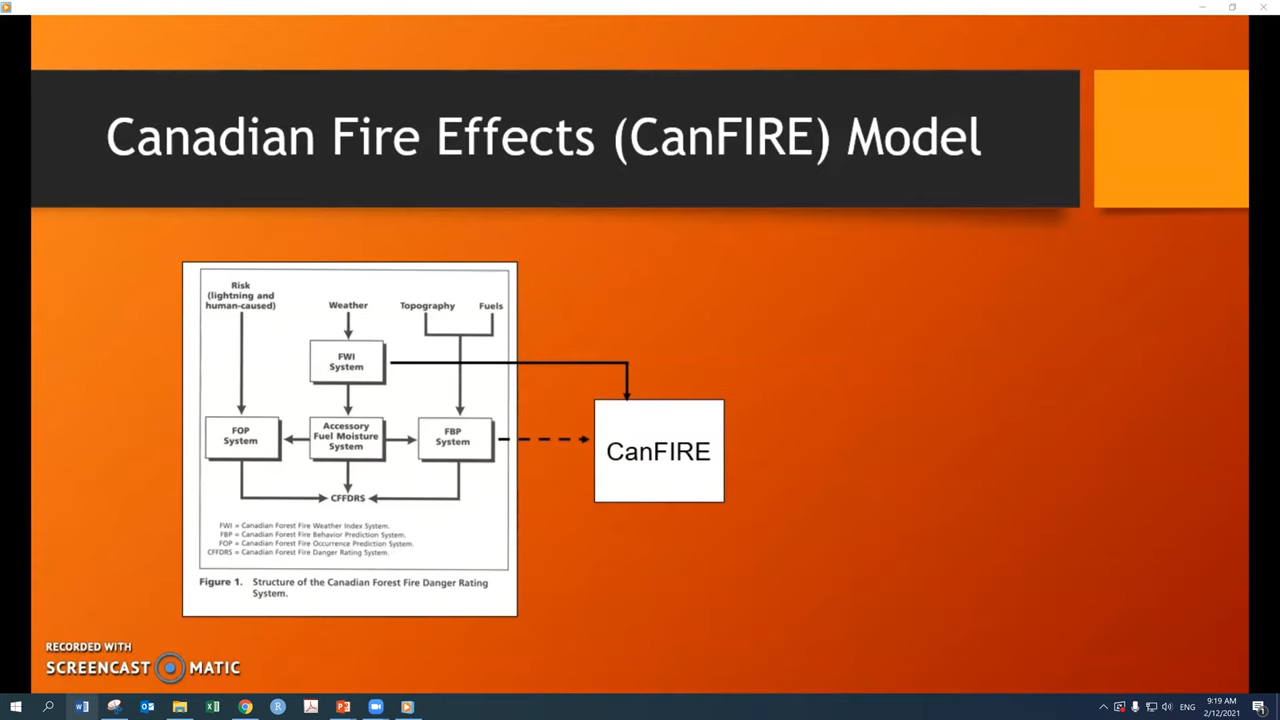 Canadian Fire Effects (CanFIRE) Model
Risk
(lightning and
human-caused)
Weather
Topography
Fuels
FWI
System
FOP
System
Accessory
Fuel Moisture
System
FBP
System
CFFDRS
CanFIRE
FWI = Canadian Forest Fire Weather Index System.
FBP = Canadian Forest Fire Behavior Prediction System.
FOP = Canadian Forest Fire Occurrence Prediction System.
CFFDRS = Canadian Forest Fire Danger Rating System.
Figure 1. Structure of the Canadian Forest Fire Danger Rating
System.
RECORDED WITH
SCREENCAST MATIC
ENG
9:19 AM
2/12/2021